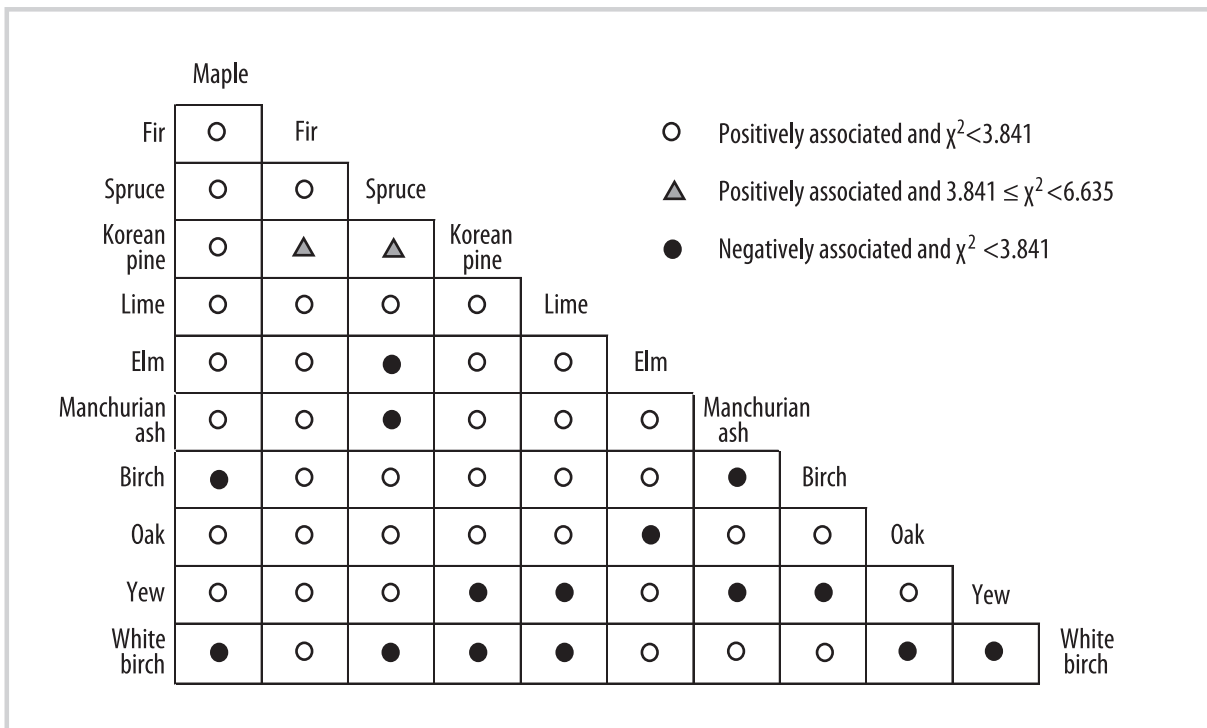 Maple
Fir
Fir
Spruce
Spruce
Korean
pine
Korean
pine
Lime
Lime
Elm
Elm
Manchurian
ash
Manchurian
ash
Birch
Birch
Oak
Oak
Yew
Yew
White
birch
White
birch
Positively associated and χ²<3.841
Positively associated and 3.841 ≤ χ²<6.635
Negatively associated and χ² <3.841